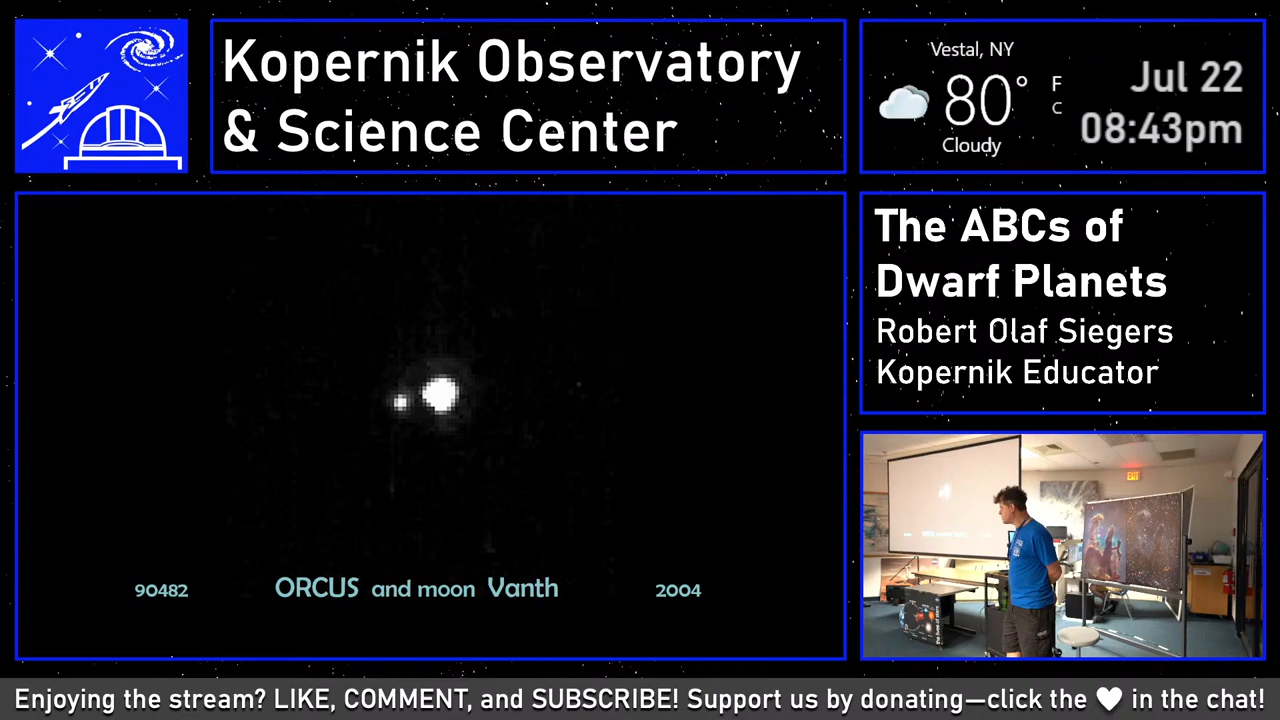 Kopernik Observatory
& Science Center
Vestal, NY
80° F
C
Cloudy
Jul 22
08:43pm
The ABCs of
Dwarf Planets
Robert Olaf Siegers
Kopernik Educator
90482 ORCUS and moon Vanth 2004
EXIT
Enjoying the stream? LIKE, COMMENT, and SUBSCRIBE! Support us by donating—click the ♥ in the chat!